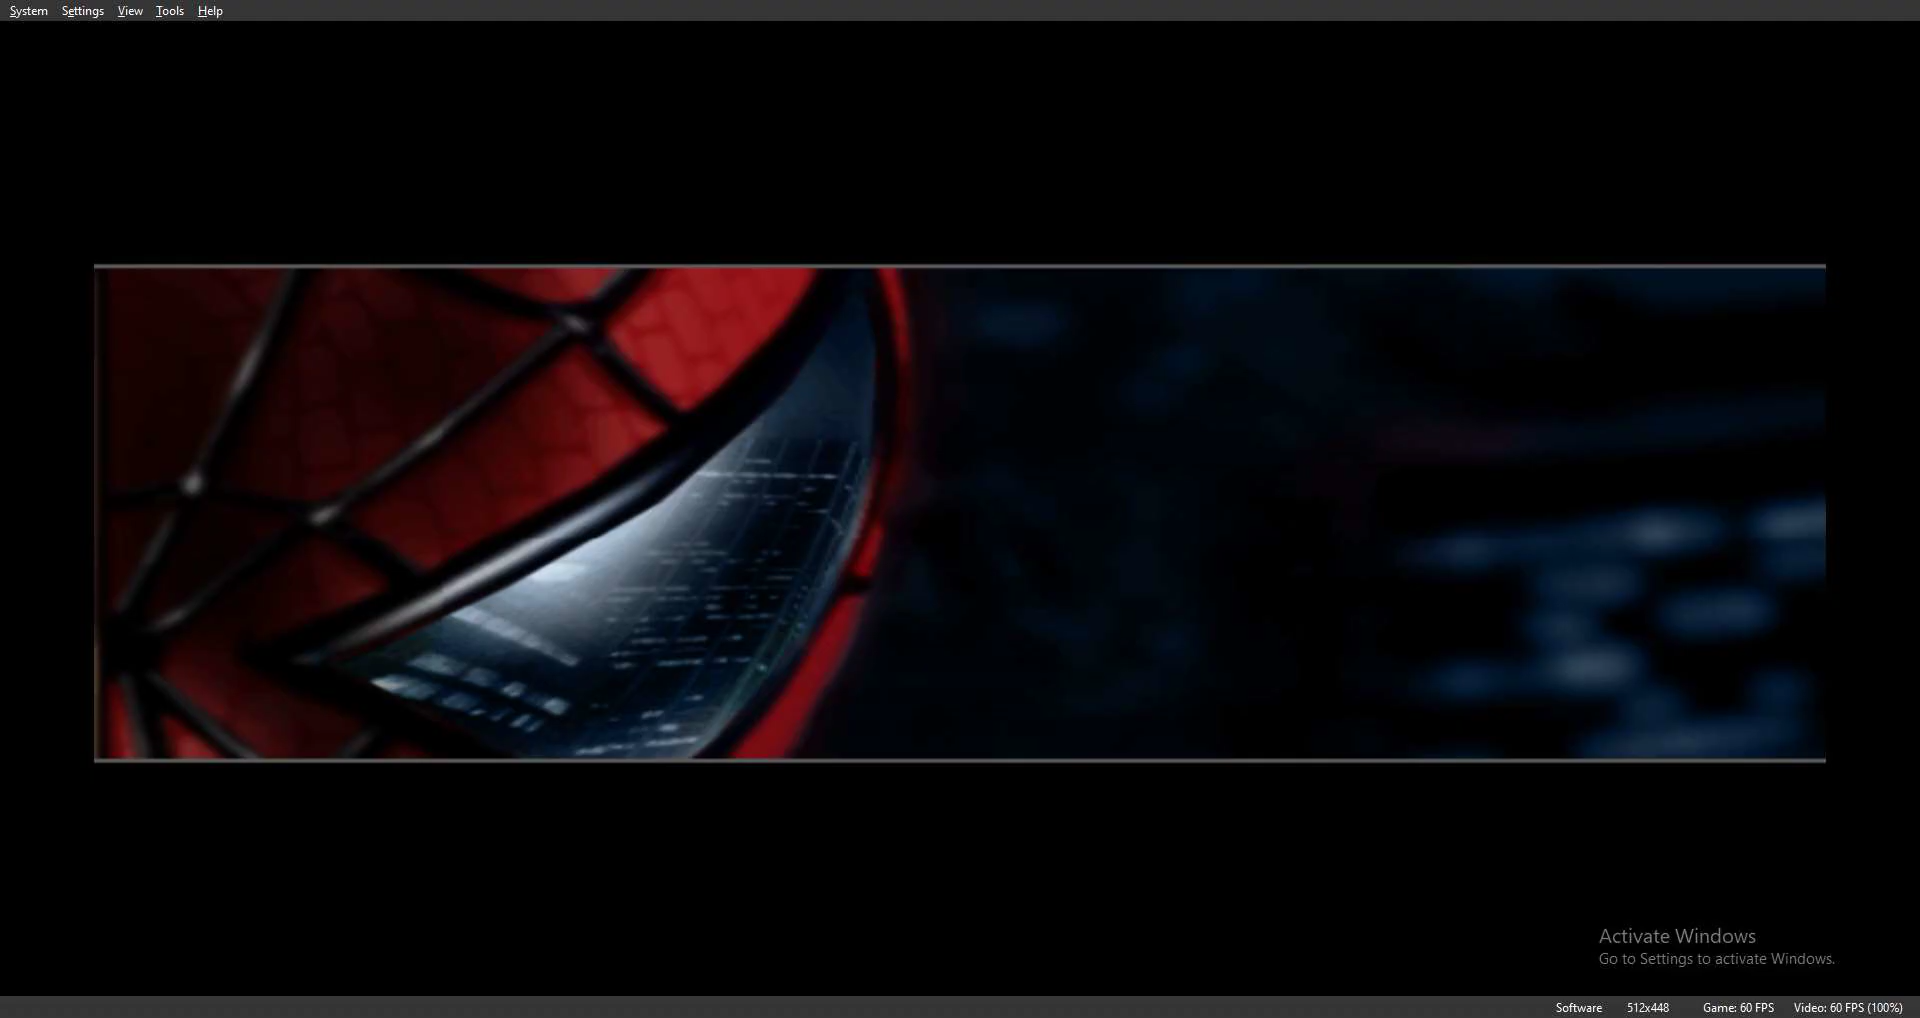 System Settings View Tools Help
Activate Windows
Go to Settings to activate Windows.
Software 512x448 Game: 60 FPS Video: 60 FPS (100%)